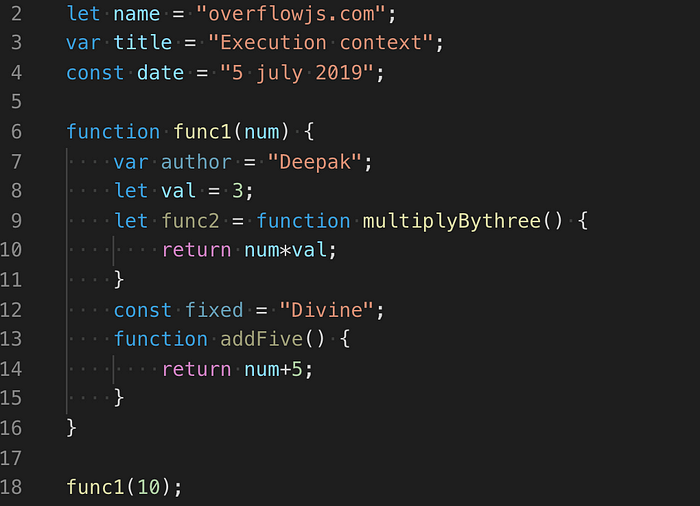 2 let name = "overflowjs.com";
3 var title = "Execution context";
4 const date = "5 july 2019";
5
6 function func1(num) {
7     var author = "Deepak";
8     let val = 3;
9     let func2 = function multiplyBythree() {
10         return num*val;
11     }
12     const fixed = "Divine";
13     function addFive() {
14         return num+5;
15     }
16 }
17
18 func1(10);